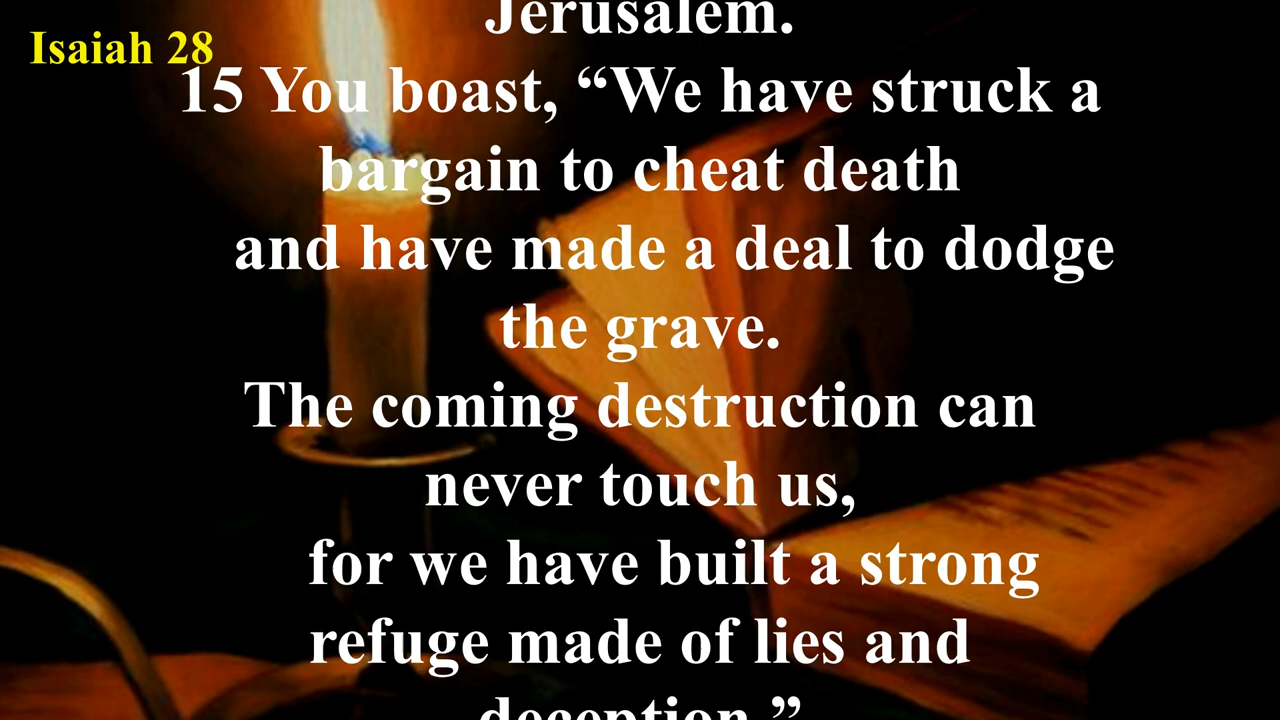 Jerusalem.
Isaiah 28
15 You boast, “We have struck a
bargain to cheat death
and have made a deal to dodge
the grave.
The coming destruction can
never touch us,
for we have built a strong
refuge made of lies and
deception.”